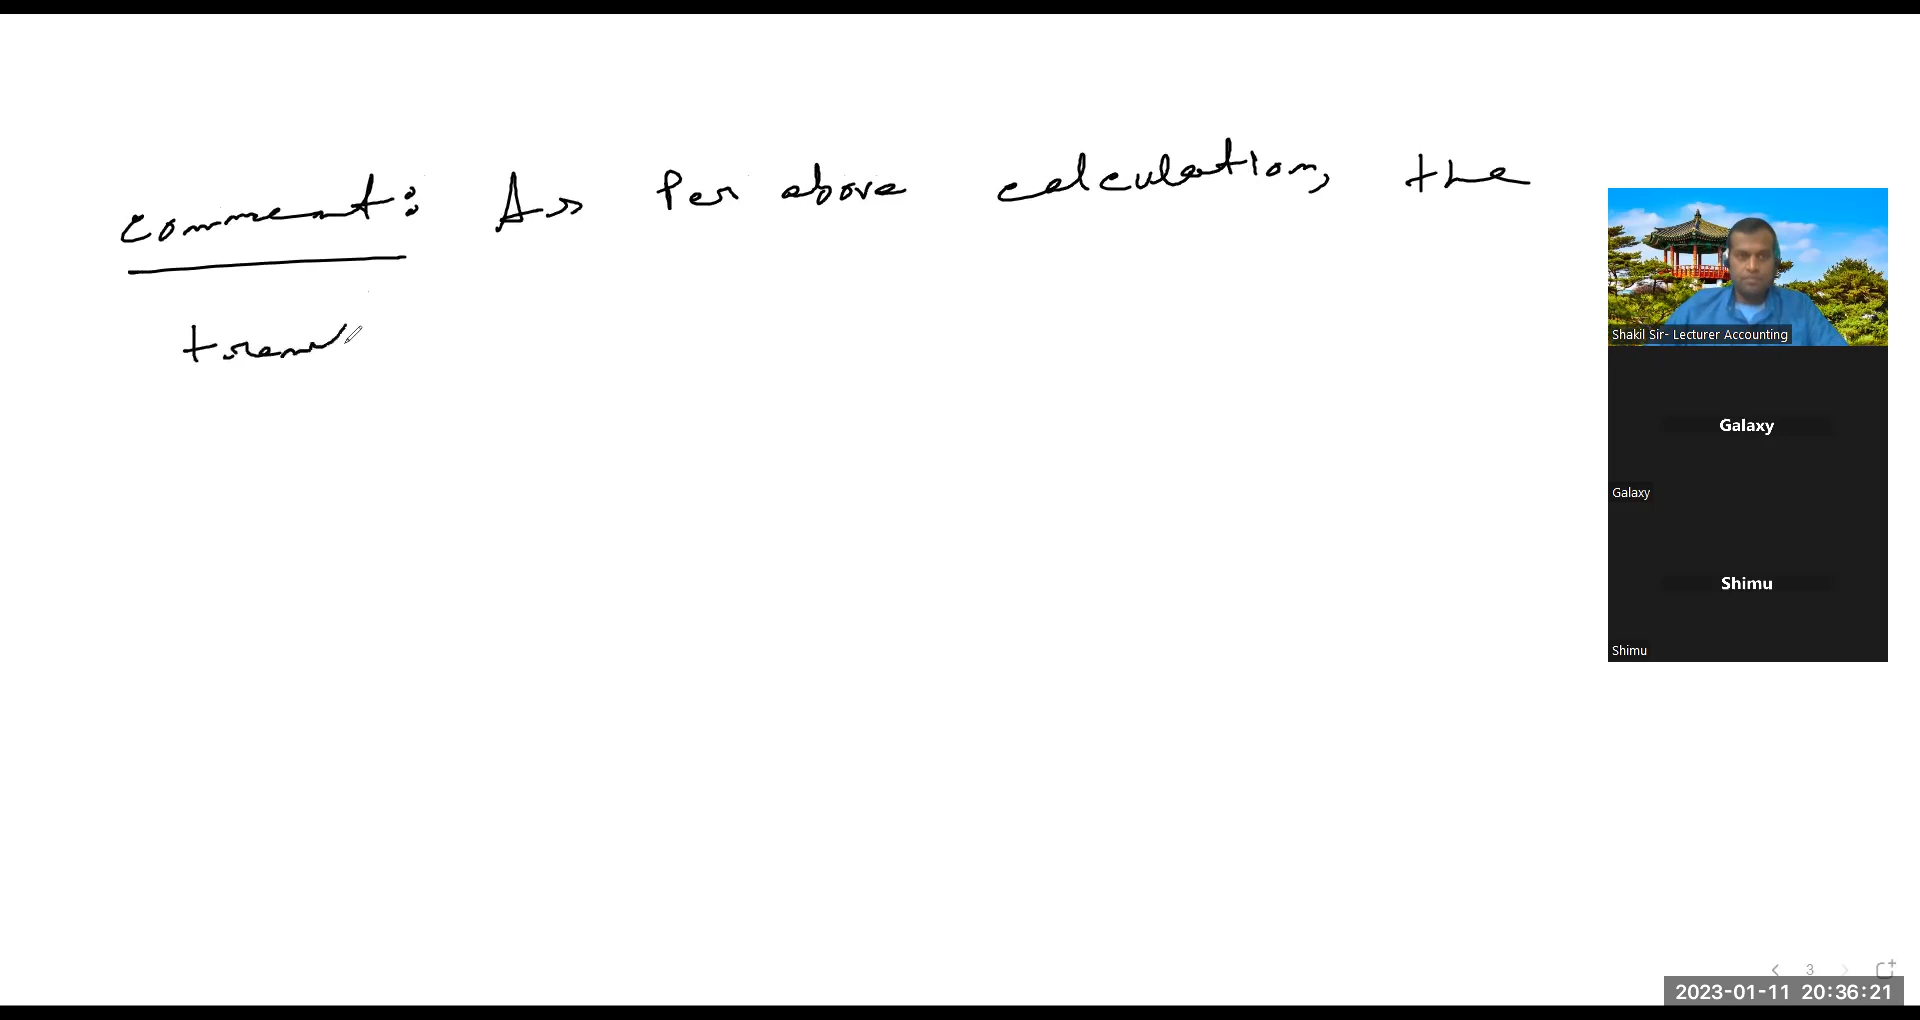 Comment: As Per above calculation, the
Shakil Sir- Lecturer Accounting
Galaxy
Galaxy
Shimu
Shimu
3
2023-01-11 20:36:21